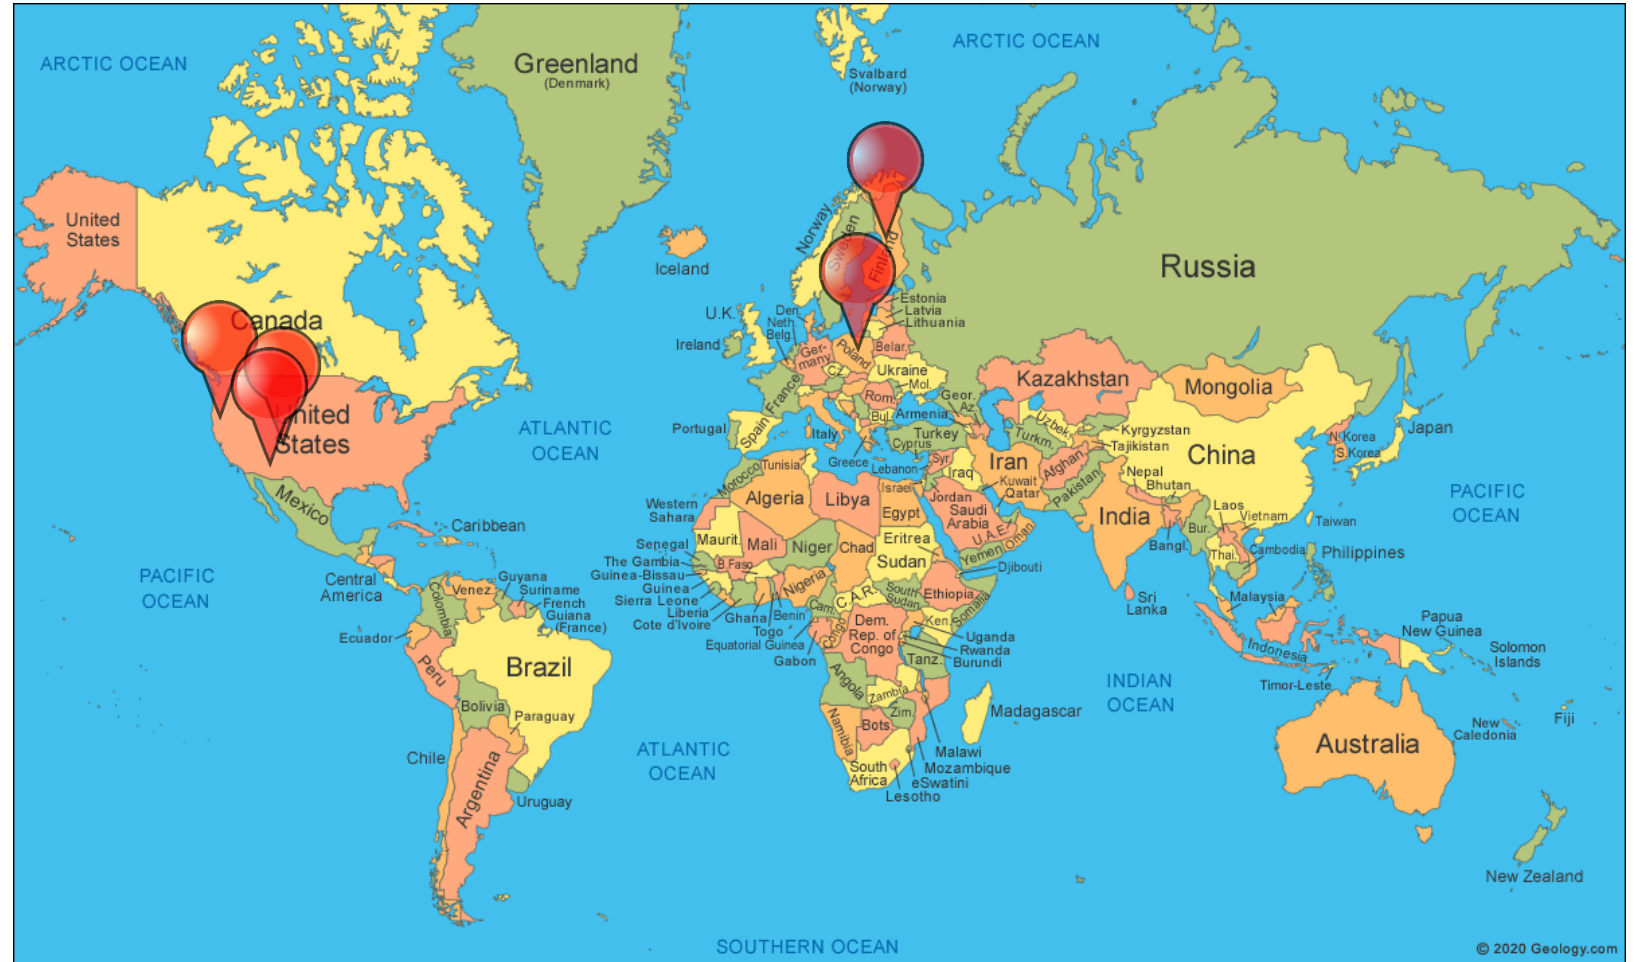 ARCTIC OCEAN
Greenland
(Denmark)
Svalbard
(Norway)
ARCTIC OCEAN
United
States
Iceland
Norway
Sweden
Finland
Russia
Canada
U.K.
Ireland
Den.
Neth.
Belg.
Estonia
Latvia
Lithuania
Ger-
many
Poland
Belar.
Cz.
Ukraine
Mol.
France
Rom.
Bul.
Armenia
Geor.
Az.
Kazakhstan
Mongolia
United
States
ATLANTIC
OCEAN
Portugal
Spain
Italy
Greece
Turkey
Cyprus
Lebanon
Syr.
Iraq
Israel
Jordan
Iran
Kuwait
Qatar
Uzbek.
Turkm.
Kyrgyzstan
Tajikistan
Afghan.
Pakistan
China
N.Korea
S.Korea
Japan
Nepal
Bhutan
India
Bangl.
Bur.
Laos
Vietnam
Thai.
Cambodia
Taiwan
Philippines
PACIFIC
OCEAN
Mexico
Caribbean
Central
America
PACIFIC
OCEAN
Western
Sahara
Morocco
Tunisia
Algeria
Libya
Egypt
Saudi
Arabia
U.A.E.
Oman
Yemen
Maurit.
Mali
Niger
Chad
Eritrea
Sudan
Djibouti
Senegal
The Gambia
Guinea-Bissau
Guinea
Sierra Leone
Liberia
Cote d'Ivoire
B.Faso
Ghana
Togo
Benin
Nigeria
Cam.
C.A.R.
South
Sudan
Ethiopia
Somalia
Equatorial Guinea
Gabon
Congo
Dem.
Rep. of
Congo
Ken.
Uganda
Rwanda
Burundi
Tanz.
Angola
Zambia
Zim.
Namibia
Bots.
South
Africa
Lesotho
eSwatini
Mozambique
Malawi
Madagascar
Venez.
Guyana
Suriname
French
Guiana
(France)
Colombia
Ecuador
Peru
Brazil
Bolivia
Paraguay
Chile
Argentina
Uruguay
ATLANTIC
OCEAN
INDIAN
OCEAN
Sri
Lanka
Malaysia
Indonesia
Timor-Leste
Papua
New Guinea
Solomon
Islands
Fiji
New
Caledonia
Australia
New Zealand
SOUTHERN OCEAN
© 2020 Geology.com